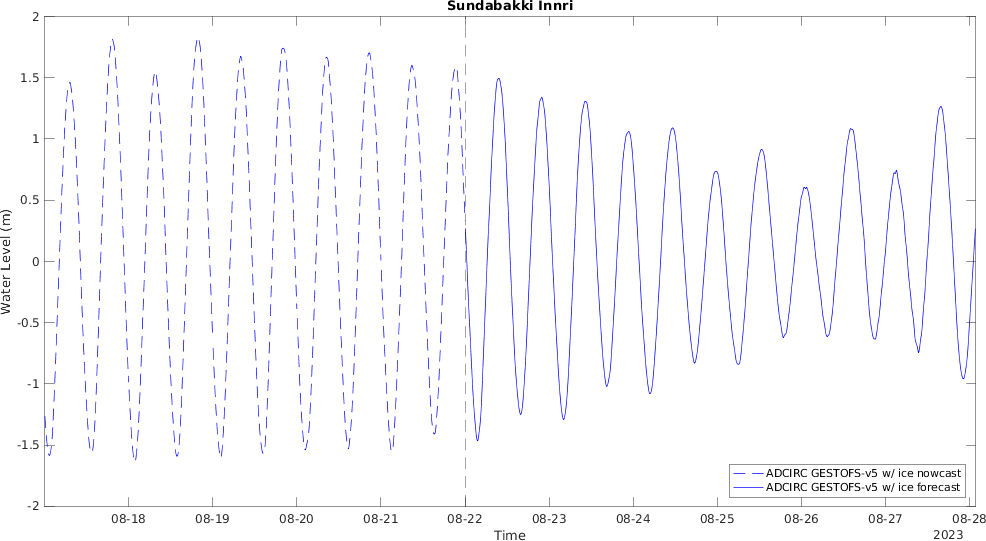 Sundabakki Innri
2
1.5
1
0.5
0
-0.5
-1
-1.5
-2
Water Level (m)
08-18 08-19 08-20 08-21 08-22 08-23 08-24 08-25 08-26 08-27 08-28
Time
2023
ADCIRC GESTOFS-v5 w/ ice nowcast
ADCIRC GESTOFS-v5 w/ ice forecast